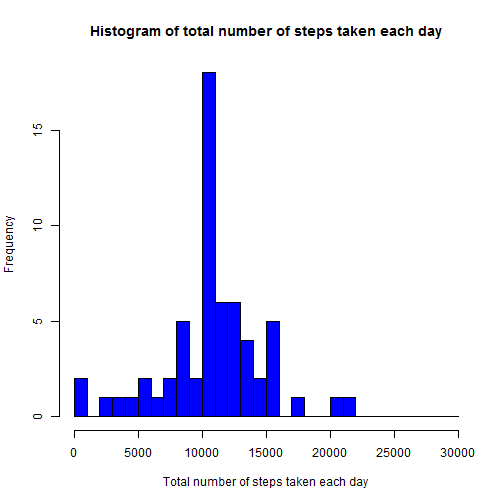 Histogram of total number of steps taken each day
Frequency
15
10
5
0
0 5000 10000 15000 20000 25000 30000
Total number of steps taken each day